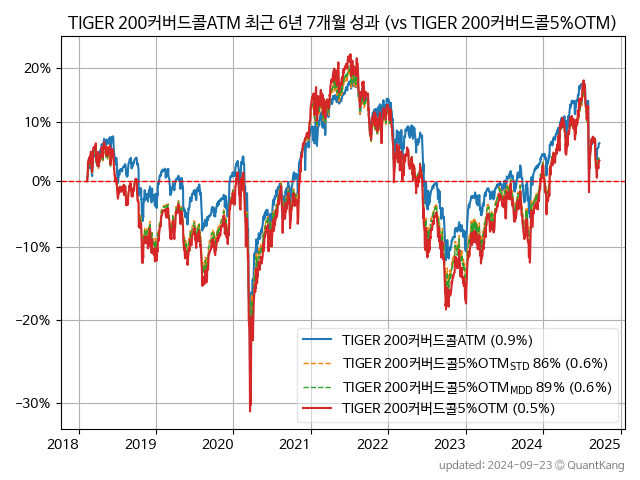 TIGER 200커버드콜ATM 최근 6년 7개월 성과 (vs TIGER 200커버드콜5%OTM)
20%
10%
0%
−10%
−20%
−30%
TIGER 200커버드콜ATM (0.9%)
TIGER 200커버드콜5%OTM STD 86% (0.6%)
TIGER 200커버드콜5%OTM MDD 89% (0.6%)
TIGER 200커버드콜5%OTM (0.5%)
2018 2019 2020 2021 2022 2023 2024 2025
updated: 2024-09-23 © QuantKang